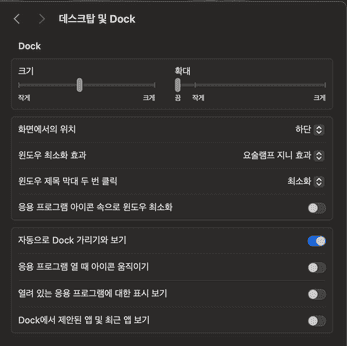 데스크탑 및 Dock
Dock
크기 확대
작게 크게 끔 작게 크게
화면에서의 위치 하단
윈도우 최소화 효과 요술램프 지니 효과
윈도우 제목 막대 두 번 클릭 최소화
응용 프로그램 아이콘 속으로 윈도우 최소화
자동으로 Dock 가리기와 보기
응용 프로그램 열 때 아이콘 움직이기
열려 있는 응용 프로그램에 대한 표시 보기
Dock에서 제안된 앱 및 최근 앱 보기